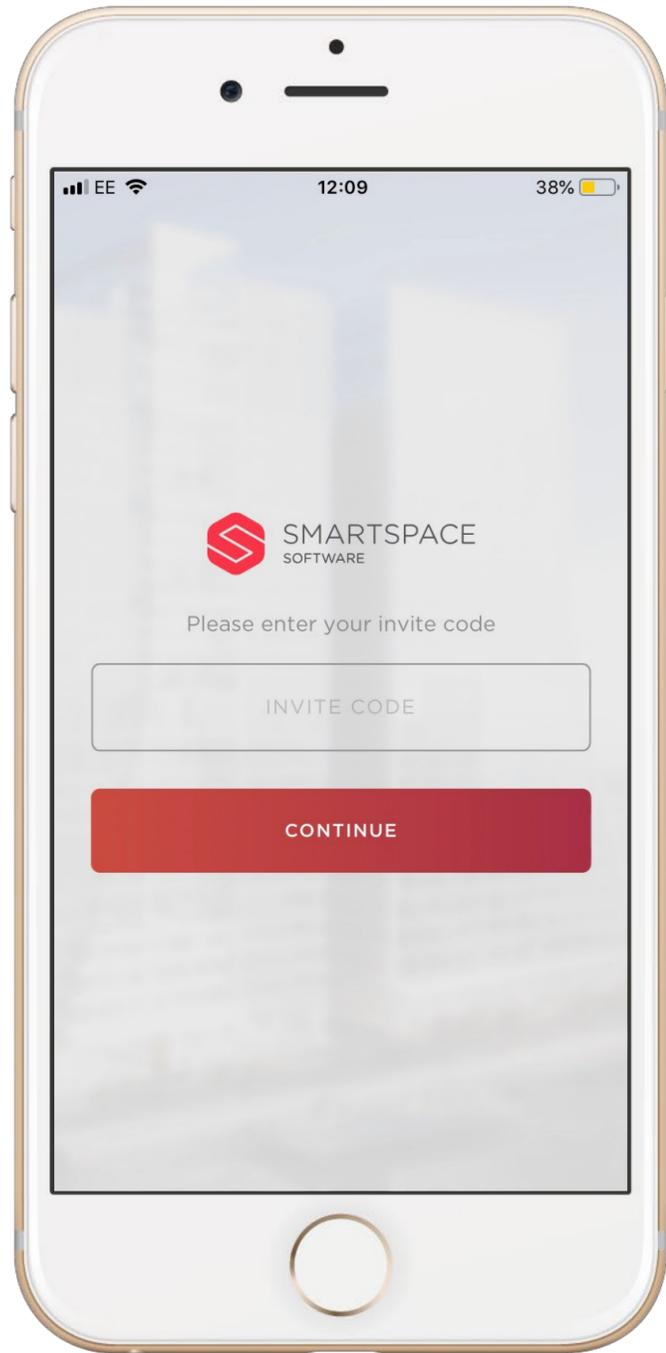 EE 12:09 38%
SMARTSPACE
SOFTWARE
Please enter your invite code
INVITE CODE
CONTINUE